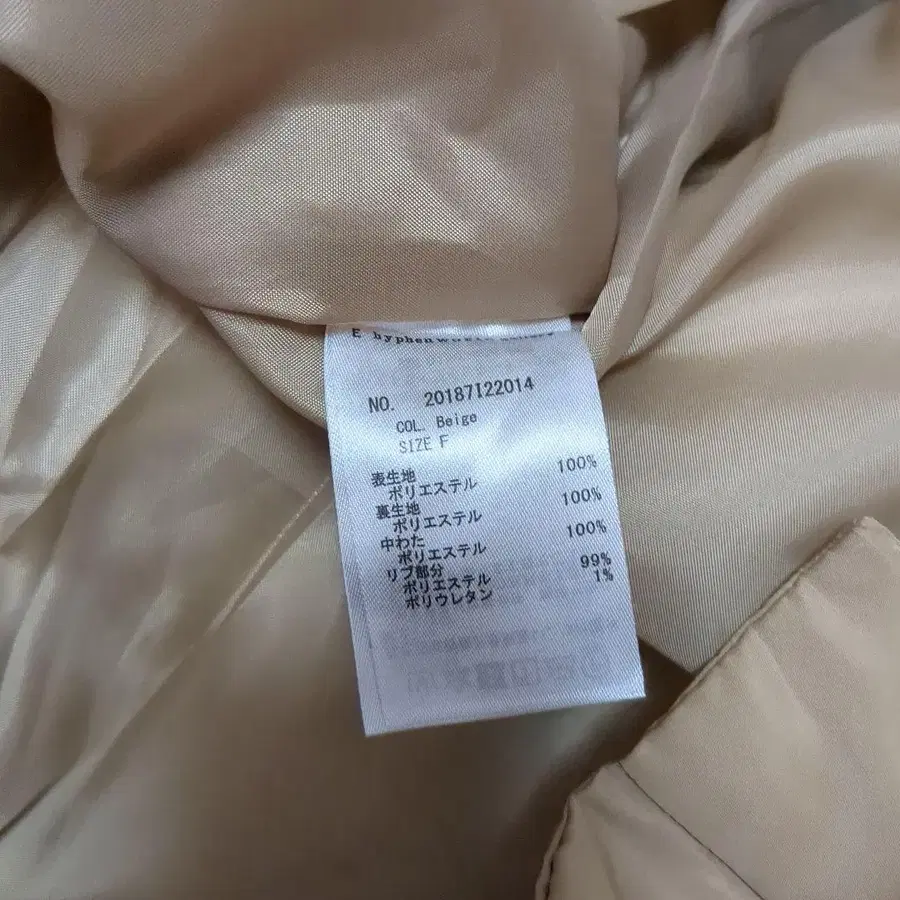 E hyphen
NO. 20187122014
COL. Beige
SIZE F
表生地
ポリエステル 100%
裏生地
ポリエステル 100%
中わた
ポリエステル 100%
リブ部分
ポリエステル 99%
ポリウレタン 1%